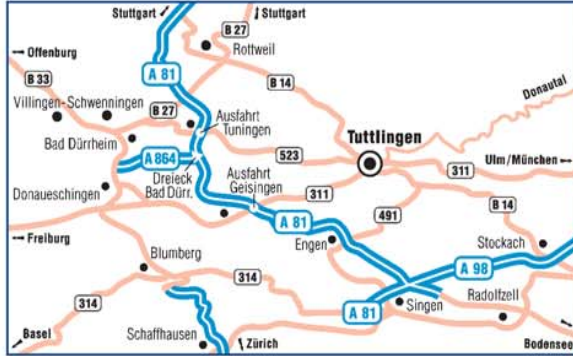 Stuttgart
Stuttgart
B 27
Rottweil
Offenburg
A 81
B 14
B 33
Donautal
Villingen-Schwenningen
B 27
Ausfahrt
Tuningen
Tuttlingen
Bad Dürrheim
A 864
523
311
Ulm/München
Dreieck
Bad Dürr.
Ausfahrt
Geisingen
Donaueschingen
311
B 14
491
A 81
Freiburg
Engen
Stockach
Blumberg
314
A 98
314
Singen
Radolfzell
A 81
Basel
Schaffhausen
Zürich
Bodensee